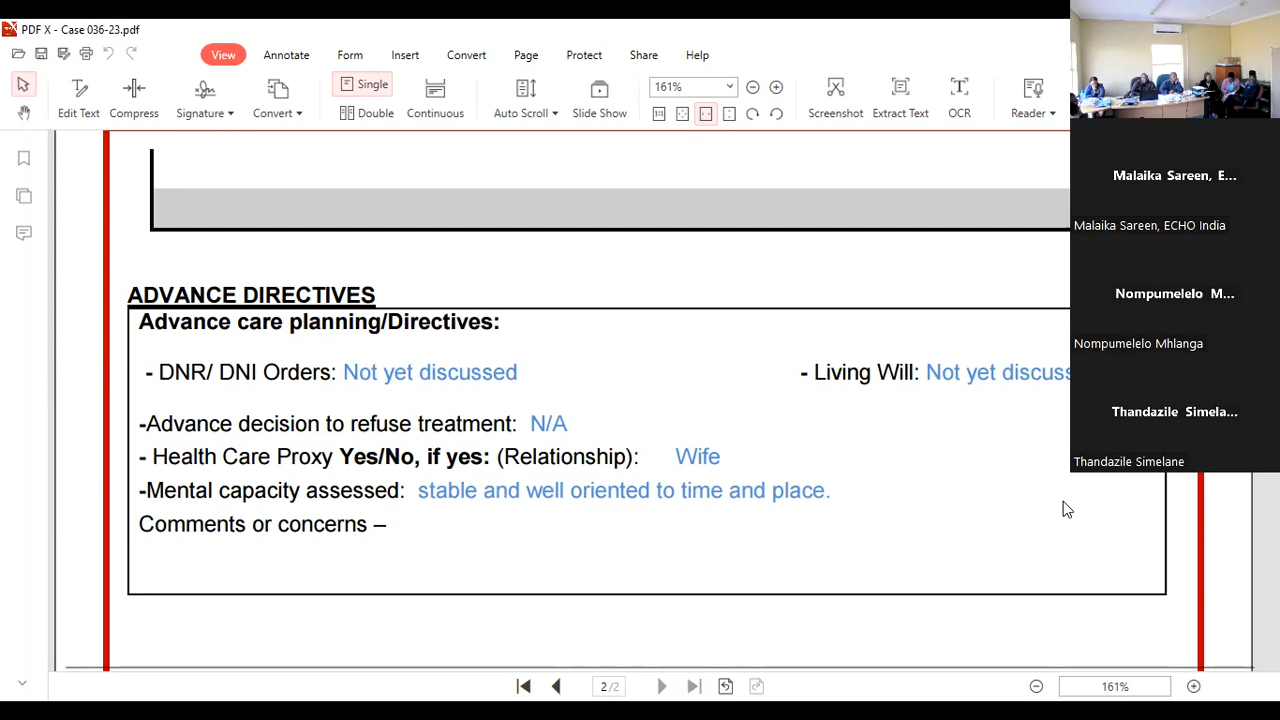 PDF X - Case 036-23.pdf
View Annotate Form Insert Convert Page Protect Share Help
Single 161%
Edit Text Compress Signature Convert Double Continuous Auto Scroll Slide Show Screenshot Extract Text OCR Reader
Malaika Sareen, E...
Malaika Sareen, ECHO India
Nompumelelo M...
Nompumelelo Mhlanga
Thandazile Simela...
Thandazile Simelane
ADVANCE DIRECTIVES
Advance care planning/Directives:
- DNR/ DNI Orders: Not yet discussed - Living Will: Not yet discuss
-Advance decision to refuse treatment: N/A
- Health Care Proxy Yes/No, if yes: (Relationship): Wife
-Mental capacity assessed: stable and well oriented to time and place.
Comments or concerns –
2 /2 161%